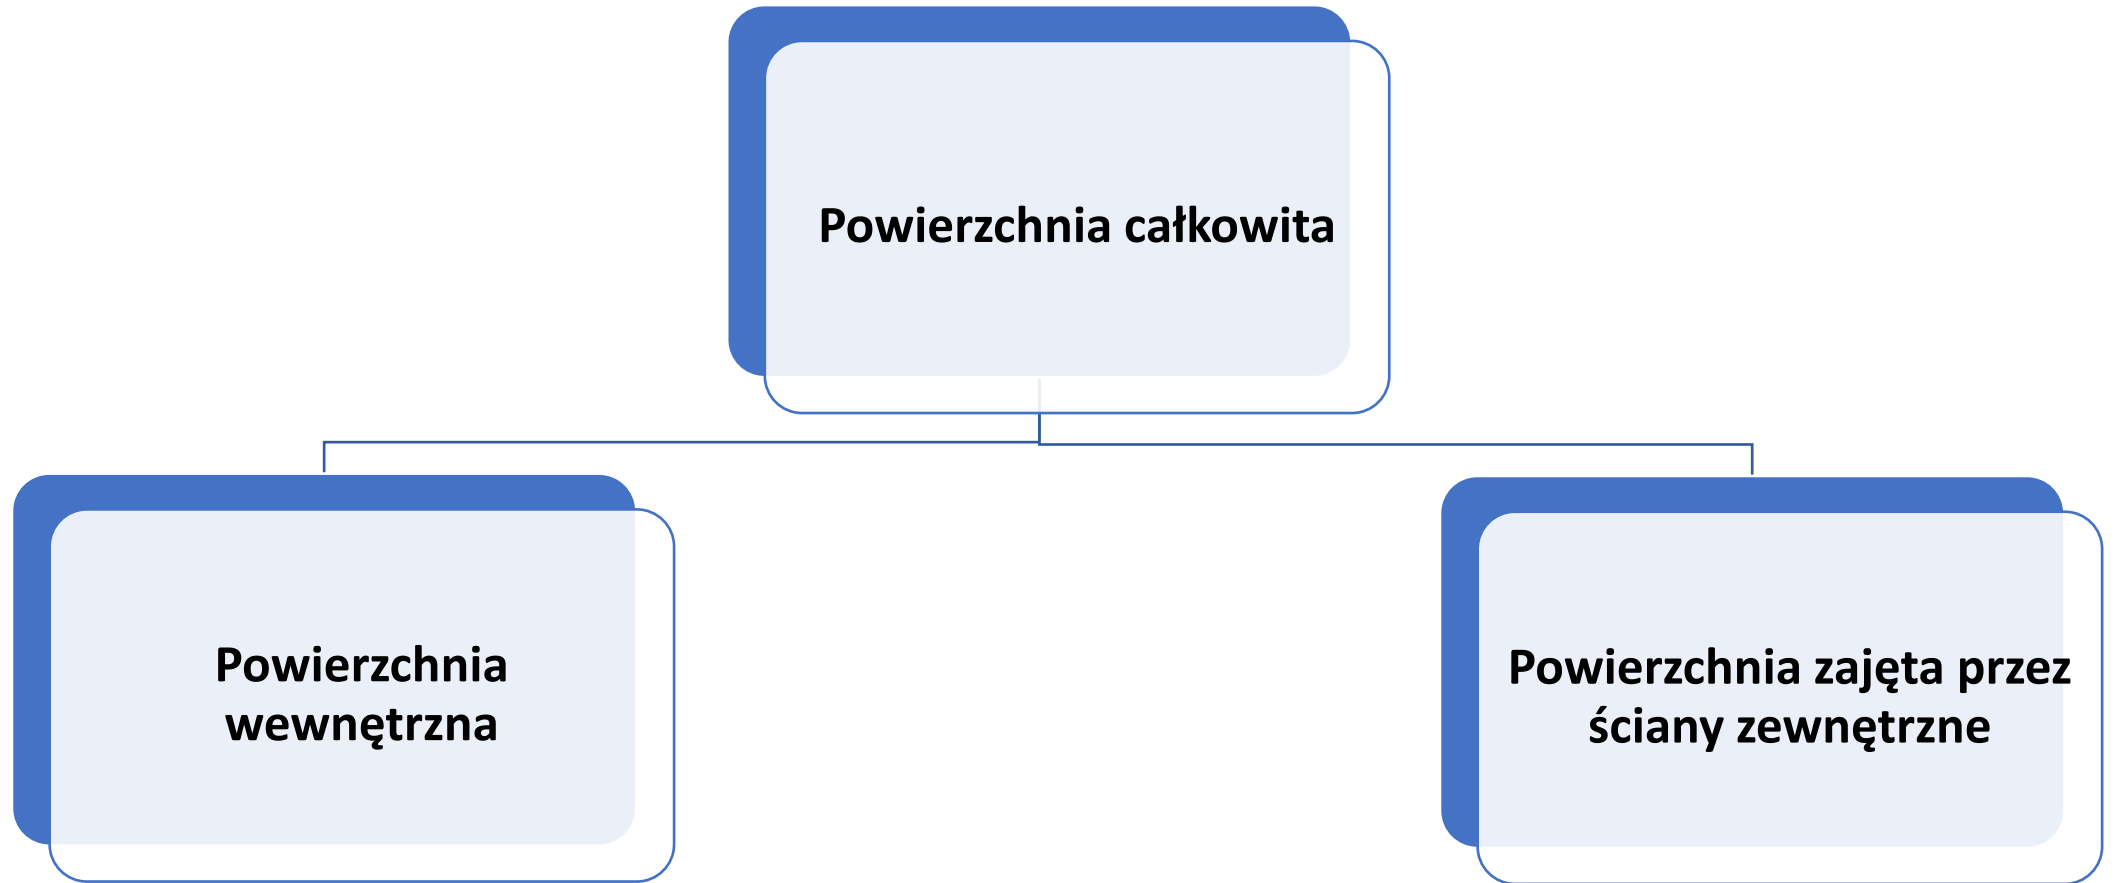 Powierzchnia całkowita
Powierzchnia
wewnętrzna
Powierzchnia zajęta przez
ściany zewnętrzne